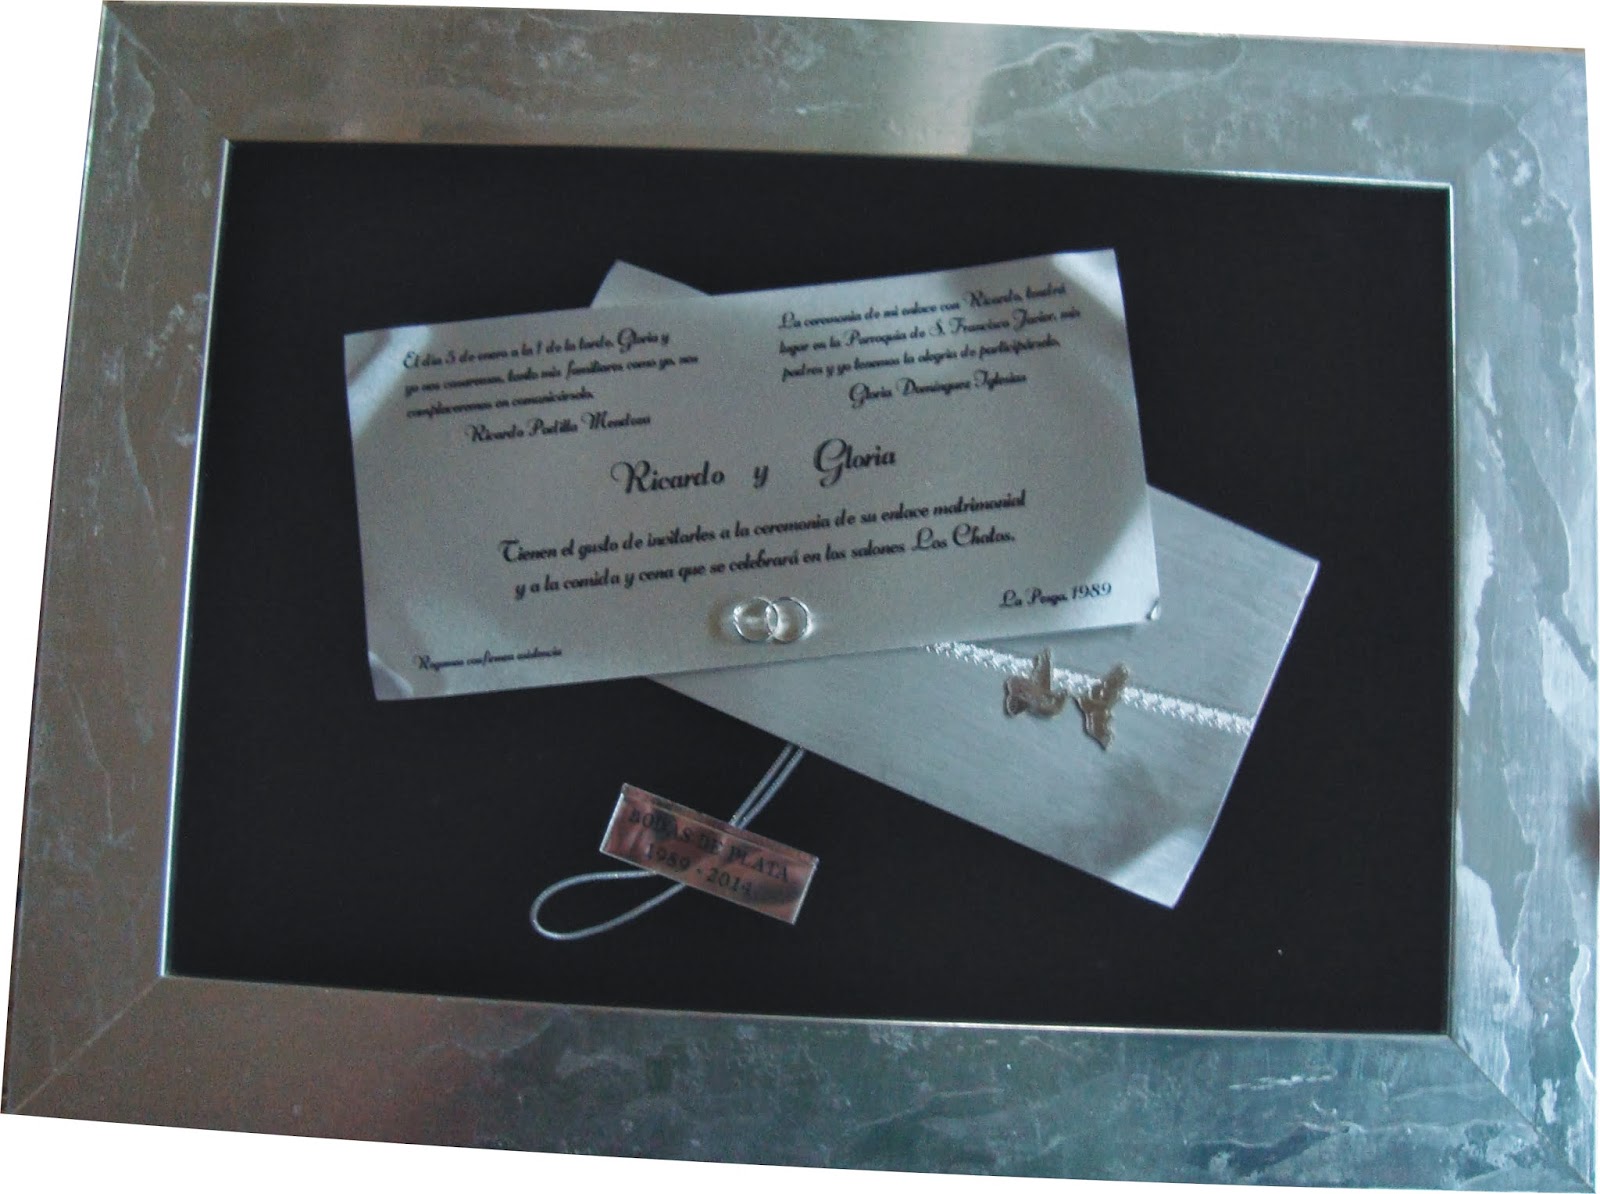 El día 5 de enero a la 1 de la tarde, Gloria y
yo nos casaremos, tanto mis familiares como yo, nos
complaceremos en comunicárselo.
Ricardo Padilla Mendoza
La ceremonia de mi enlace con Ricardo, tendrá
lugar en la Parroquia de S. Francisco Javier, mis
padres y yo tenemos la alegría de participárselo.
Gloria Domínguez Iglesias
Ricardo y Gloria
Tienen el gusto de invitarles a la ceremonia de su enlace matrimonial
y a la comida y cena que se celebrará en los salones Los Chatos.
La Pesga, 1989
Rogamos confirmen asistencia
BODAS DE PLATA
1989 - 2014